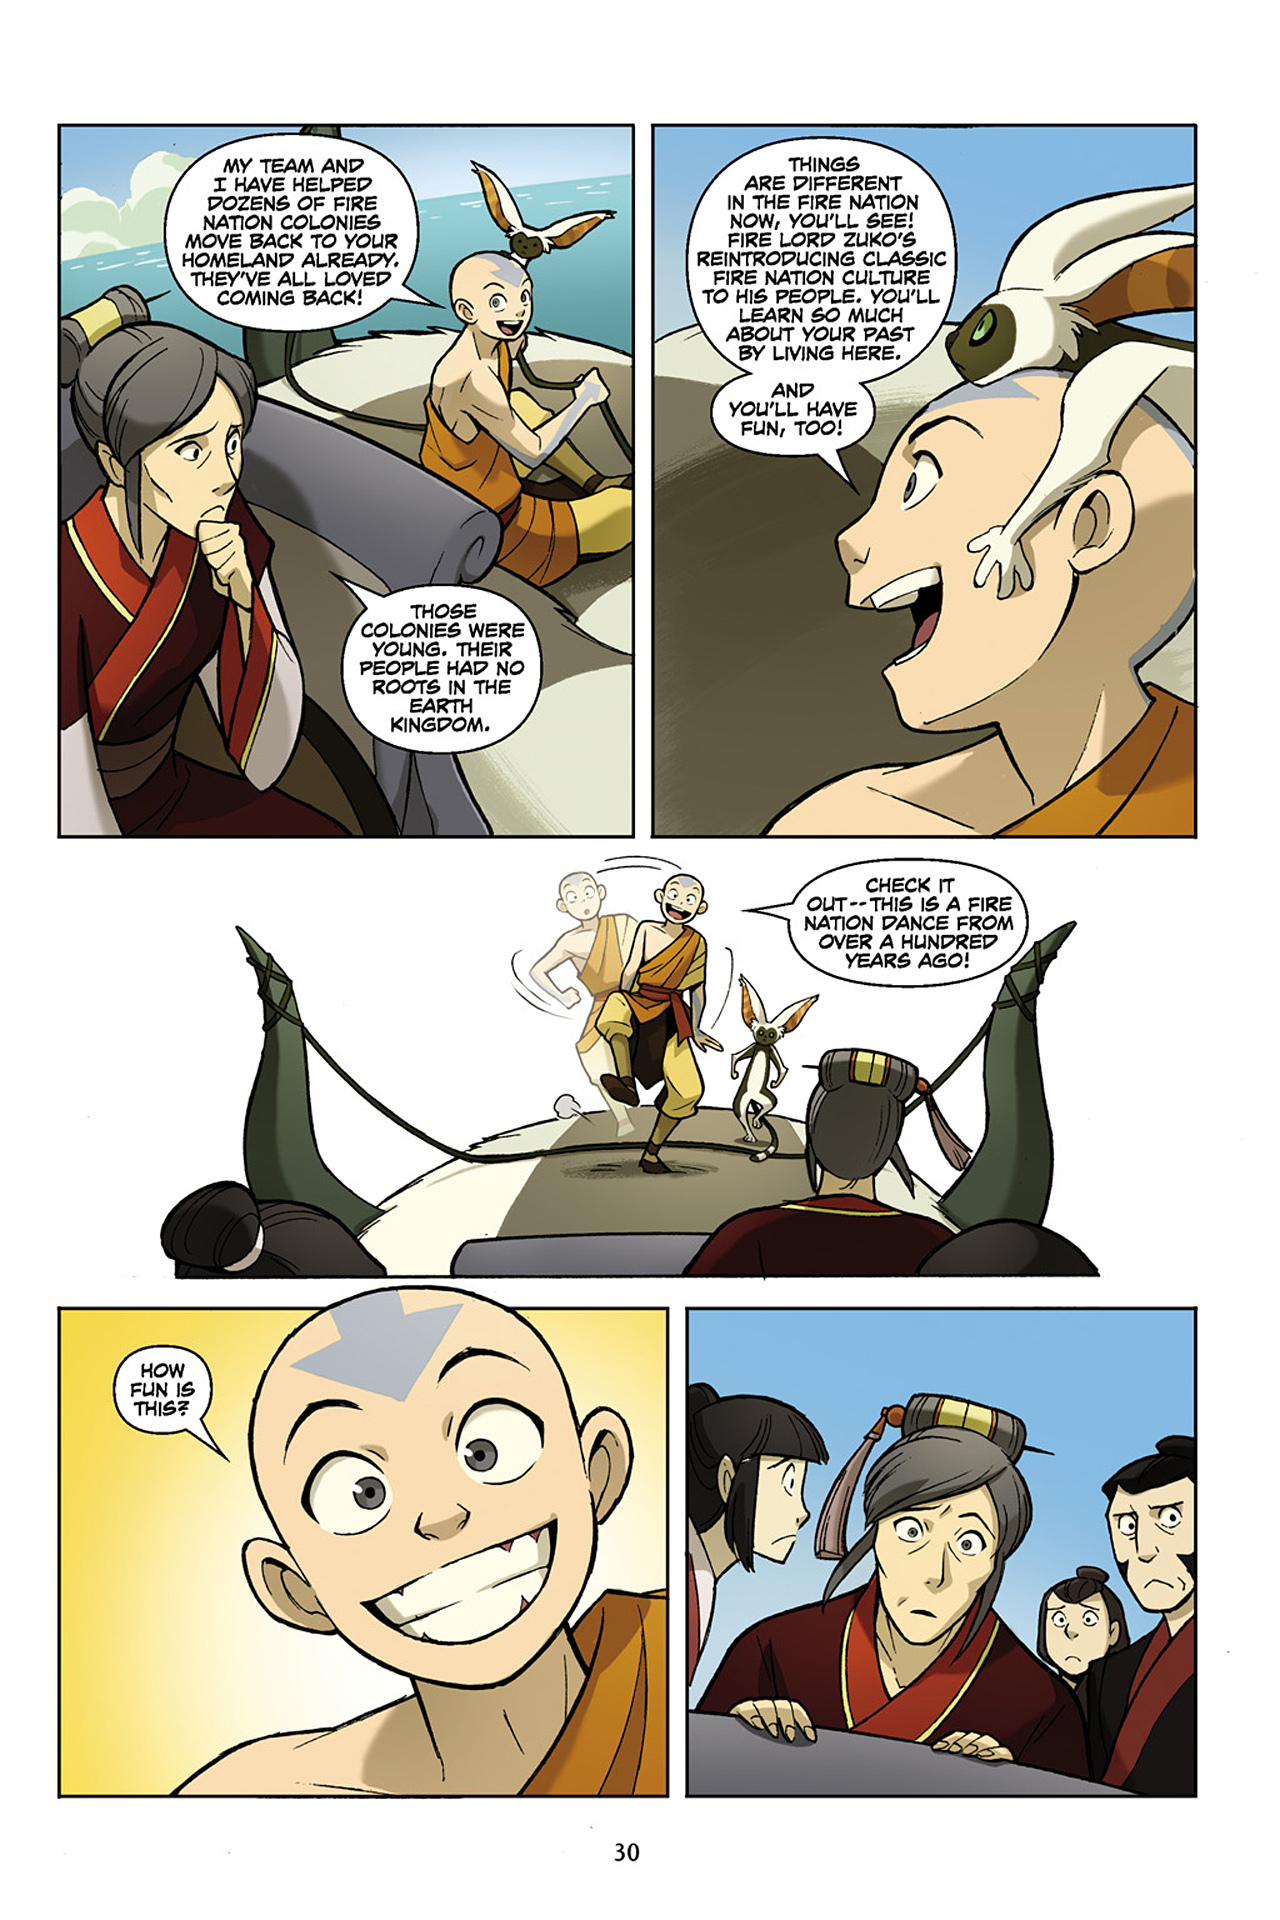 MY TEAM AND
I HAVE HELPED
DOZENS OF FIRE
NATION COLONIES
MOVE BACK TO YOUR
HOMELAND ALREADY.
THEY'VE ALL LOVED
COMING BACK!
THOSE
COLONIES WERE
YOUNG. THEIR
PEOPLE HAD NO
ROOTS IN THE
EARTH
KINGDOM.
THINGS
ARE DIFFERENT
IN THE FIRE NATION
NOW, YOU'LL SEE!
FIRE LORD ZUKO'S
REINTRODUCING CLASSIC
FIRE NATION CULTURE
TO HIS PEOPLE. YOU'LL
LEARN SO MUCH
ABOUT YOUR PAST
BY LIVING HERE.
AND
YOU'LL HAVE
FUN, TOO!
CHECK IT
OUT--THIS IS A FIRE
NATION DANCE FROM
OVER A HUNDRED
YEARS AGO!
HOW
FUN IS
THIS?
30